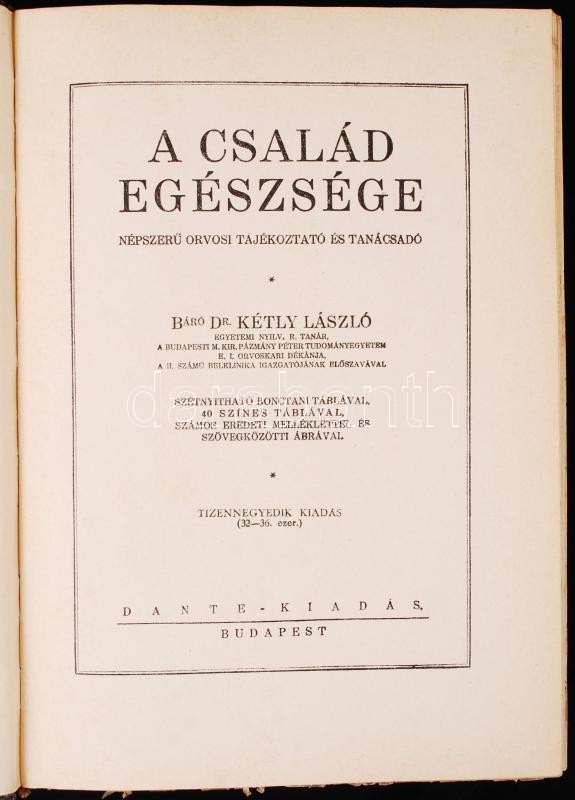 A CSALÁD
EGÉSZSÉGE
NÉPSZERŰ ORVOSI TÁJÉKOZTATÓ ÉS TANÁCSADÓ
*
BÁRÓ DR. KÉTLY LÁSZLÓ
EGYETEMI NYILV. R. TANÁR,
A BUDAPESTI M. KIR. PÁZMÁNY PÉTER TUDOMÁNYEGYETEM
E. I. ORVOSKARI DÉKÁNJA,
A II. SZÁMÚ BELKLINIKA IGAZGATÓJÁNAK ELŐSZAVÁVAL
SZÉTNYITHATÓ BONCTANI TÁBLÁVAL,
40 SZÍNES TÁBLÁVAL,
SZÁMOS EREDETI MELLÉKLETTEL ÉS
SZÖVEGKÖZÖTTI ÁBRÁVAL
darabanth
*
TIZENNEGYEDIK KIADÁS
(32—36. ezer.)
DANTE-KIADÁS,
BUDAPEST